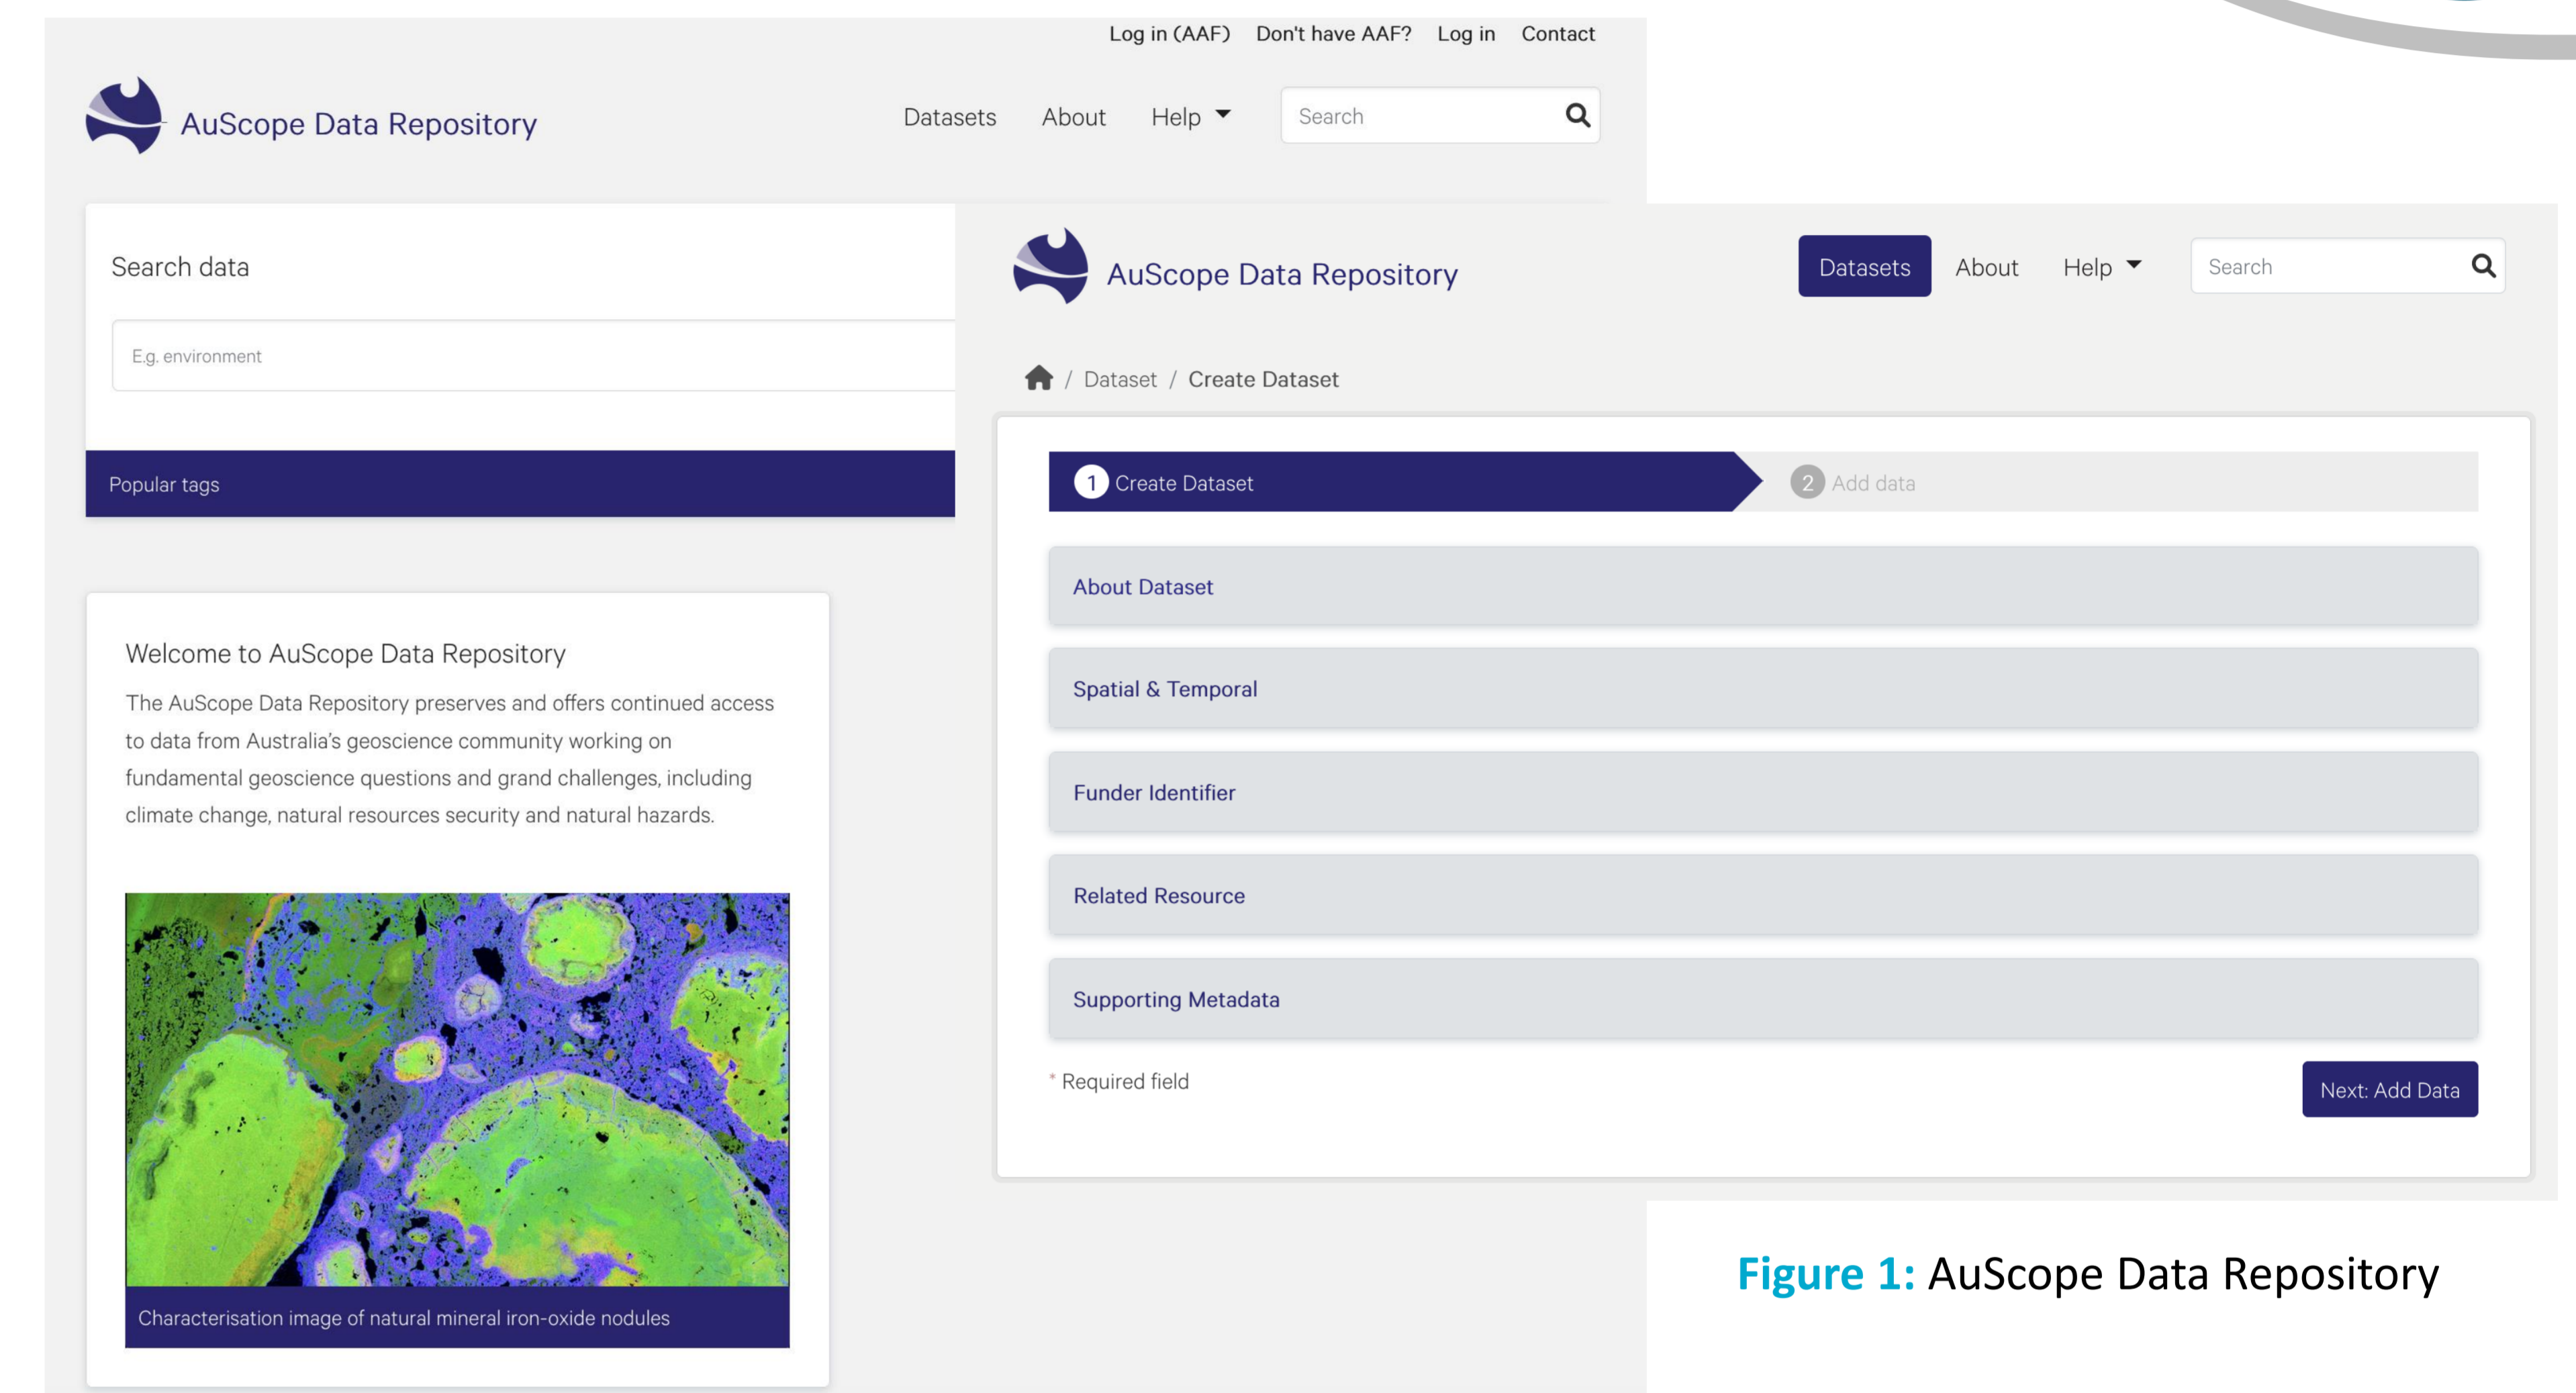 Log in (AAF) Don't have AAF? Log in Contact
AuScope Data Repository
Datasets About Help Search
Search data
E.g. environment
Popular tags
Welcome to AuScope Data Repository
The AuScope Data Repository preserves and offers continued access
to data from Australia's geoscience community working on
fundamental geoscience questions and grand challenges, including
climate change, natural resources security and natural hazards.
Characterisation image of natural mineral iron-oxide nodules
AuScope Data Repository
Datasets About Help Search
/ Dataset / Create Dataset
1 Create Dataset
2 Add data
About Dataset
Spatial & Temporal
Funder Identifier
Related Resource
Supporting Metadata
* Required field
Next: Add Data
Figure 1: AuScope Data Repository